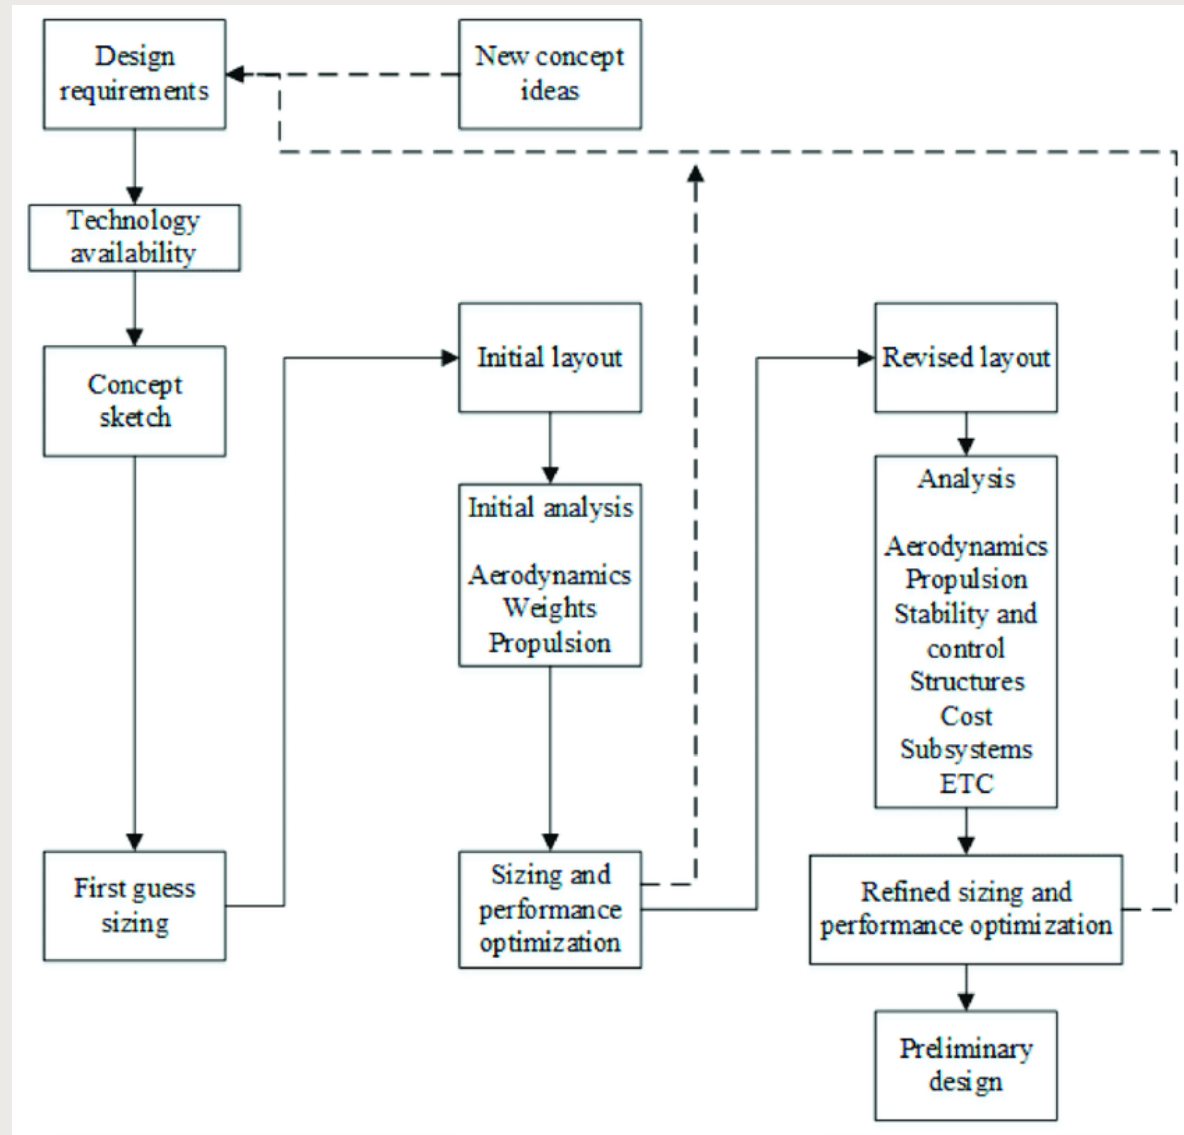 Design
requirements
New concept
ideas
Technology
availability
Concept
sketch
First guess
sizing
Initial layout
Initial analysis
Aerodynamics
Weights
Propulsion
Sizing and
performance
optimization
Revised layout
Analysis
Aerodynamics
Propulsion
Stability and
control
Structures
Cost
Subsystems
ETC
Refined sizing and
performance optimization
Preliminary
design